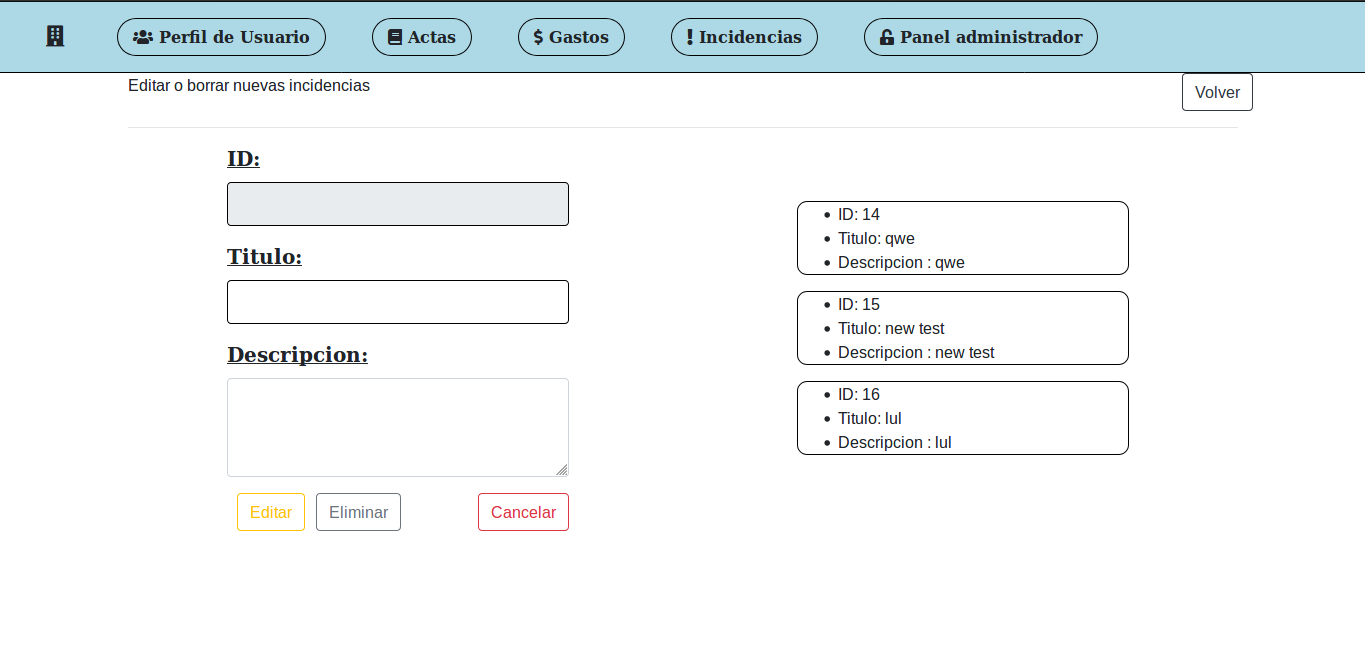 Perfil de Usuario
Actas
$ Gastos
! Incidencias
Panel administrador
Editar o borrar nuevas incidencias
Volver
ID:
Titulo:
Descripcion:
Editar
Eliminar
Cancelar
• ID: 14
• Titulo: qwe
• Descripcion : qwe
• ID: 15
• Titulo: new test
• Descripcion : new test
• ID: 16
• Titulo: lul
• Descripcion : lul